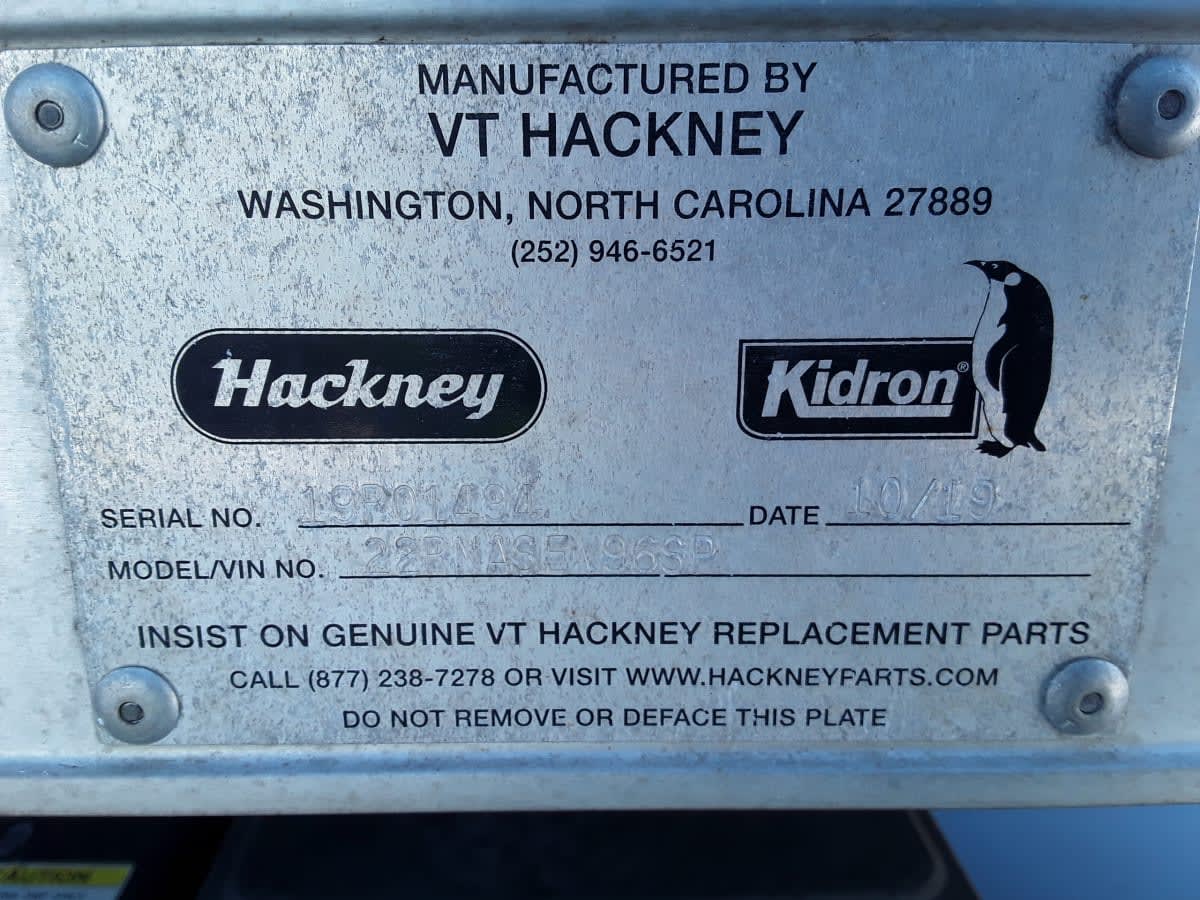 MANUFACTURED BY
VT HACKNEY
WASHINGTON, NORTH CAROLINA 27889
(252) 946-6521
Hackney
Kidron®
SERIAL NO. 19P01494 DATE 10/19
MODEL/VIN NO.
INSIST ON GENUINE VT HACKNEY REPLACEMENT PARTS
CALL (877) 238-7278 OR VISIT WWW.HACKNEYPARTS.COM
DO NOT REMOVE OR DEFACE THIS PLATE
CAUTION